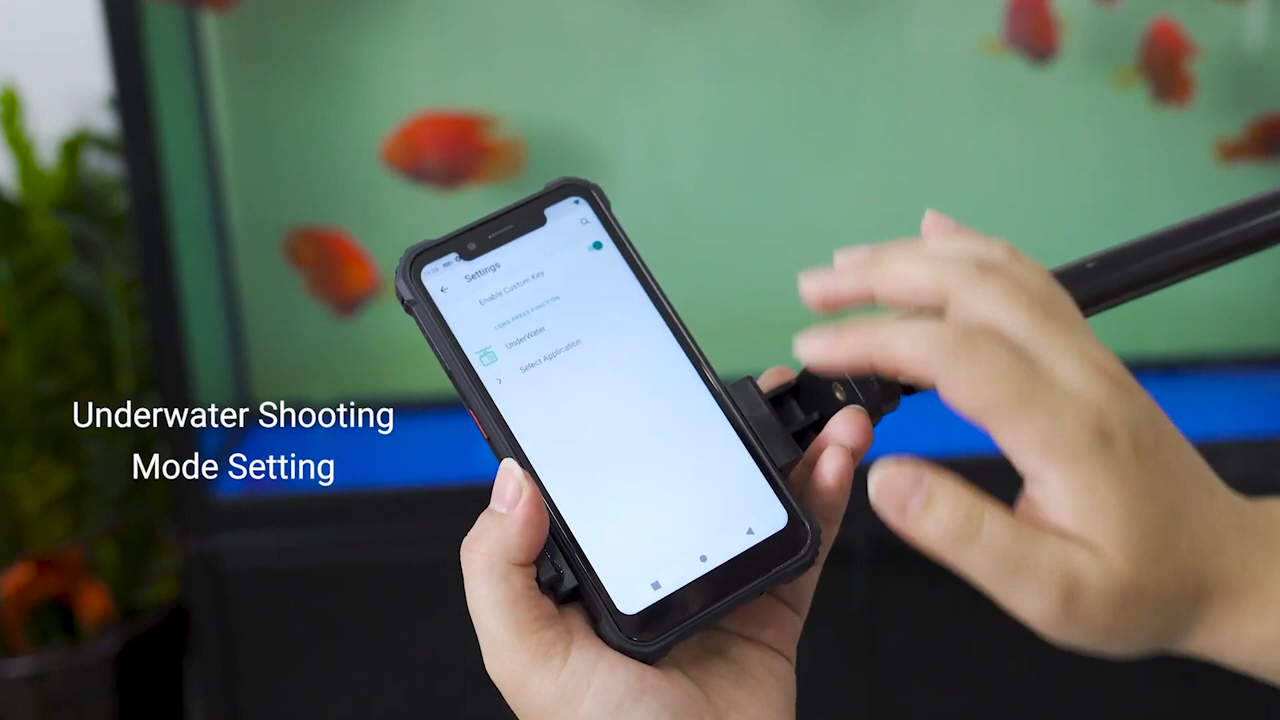 Settings
Enable Custom Key
LONG PRESS FUNCTION
UnderWater
Select Application
Underwater Shooting
Mode Setting